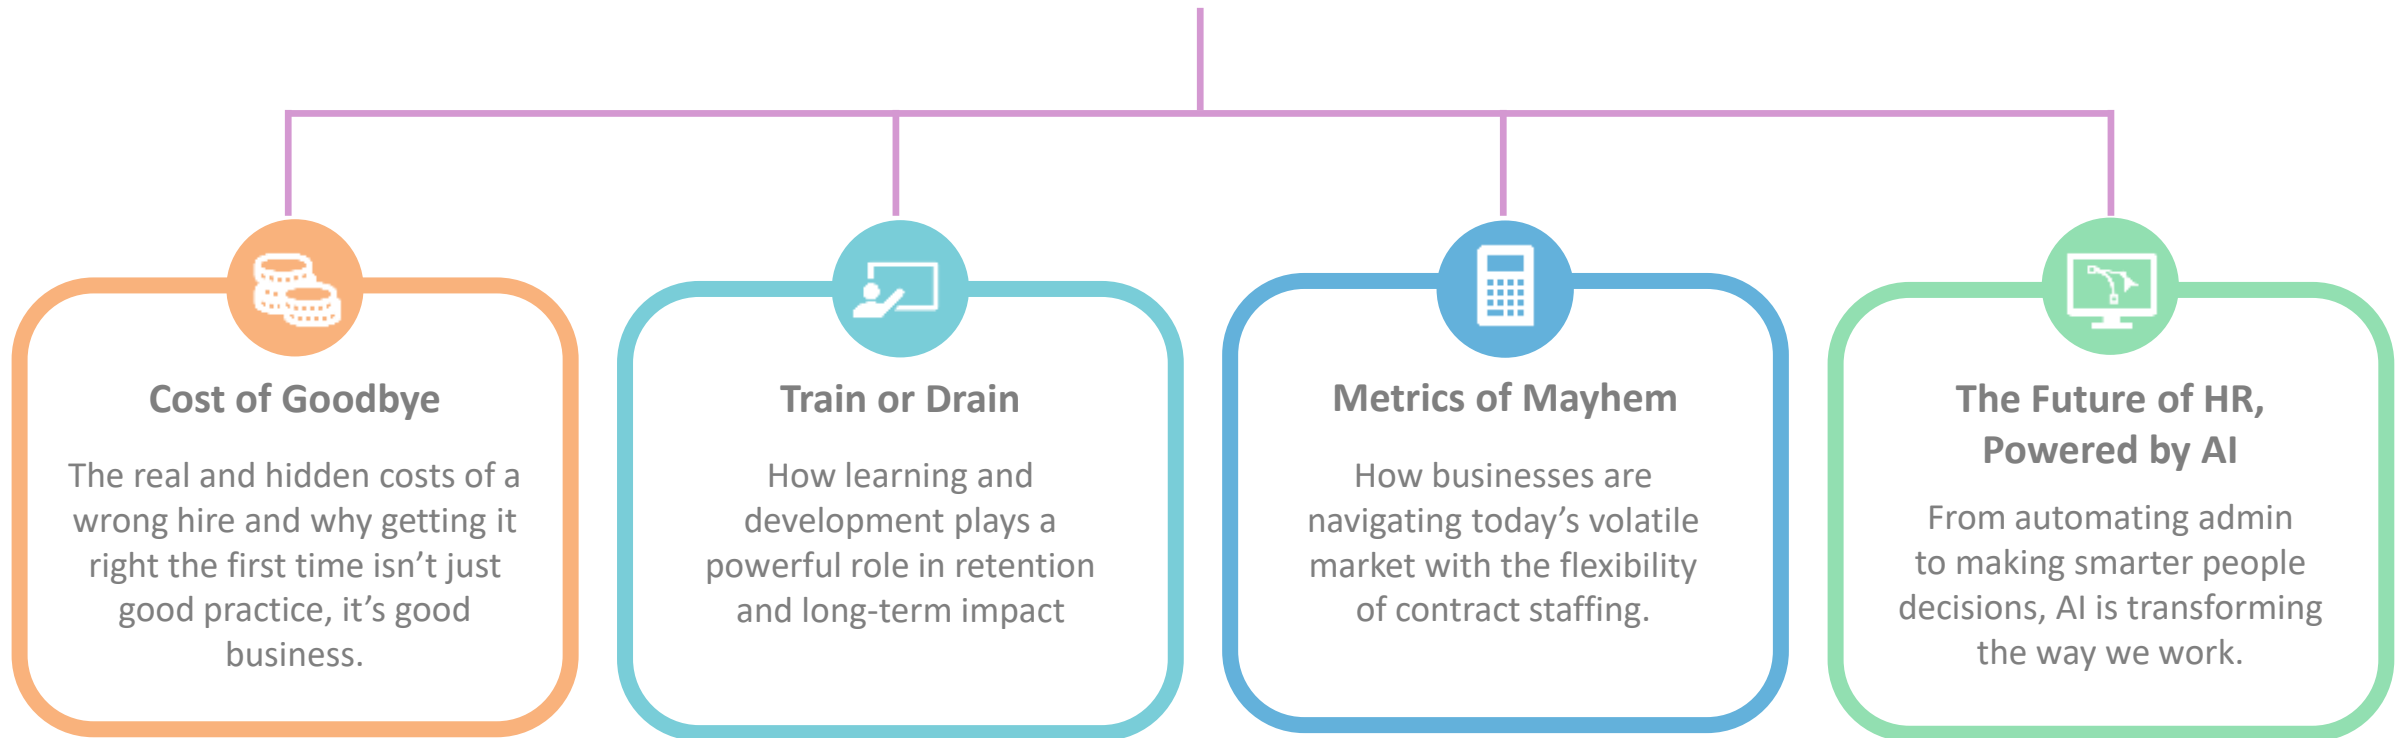 Cost of Goodbye
The real and hidden costs of a
wrong hire and why getting it
right the first time isn’t just
good practice, it’s good
business.
Train or Drain
How learning and
development plays a
powerful role in retention
and long-term impact
Metrics of Mayhem
How businesses are
navigating today’s volatile
market with the flexibility
of contract staffing.
The Future of HR,
Powered by AI
From automating admin
to making smarter people
decisions, AI is transforming
the way we work.